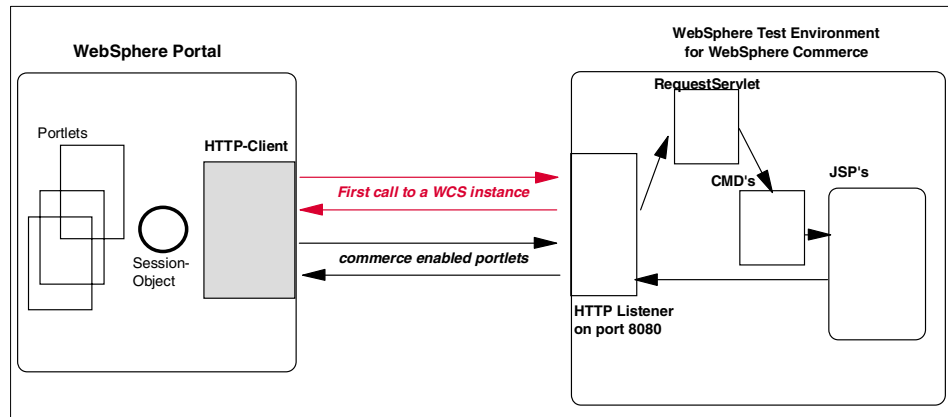 WebSphere Portal
Portlets
Session-
Object
HTTP-Client
First call to a WCS instance
commerce enabled portlets
WebSphere Test Environment
for WebSphere Commerce
RequestServlet
CMD's
JSP's
HTTP Listener
on port 8080